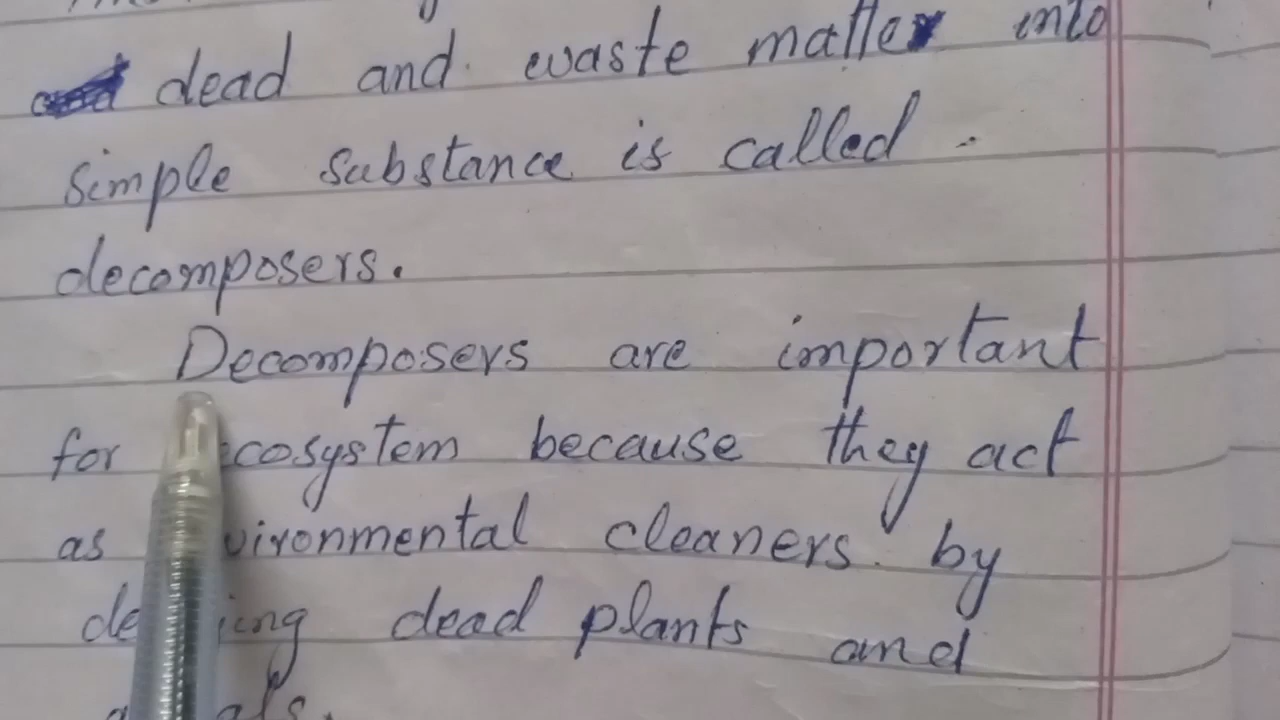 dead and waste matter into
simple substance is called
decomposers.
Decomposers are important
for ecosystem because they act
as cleaners by
dead plants and